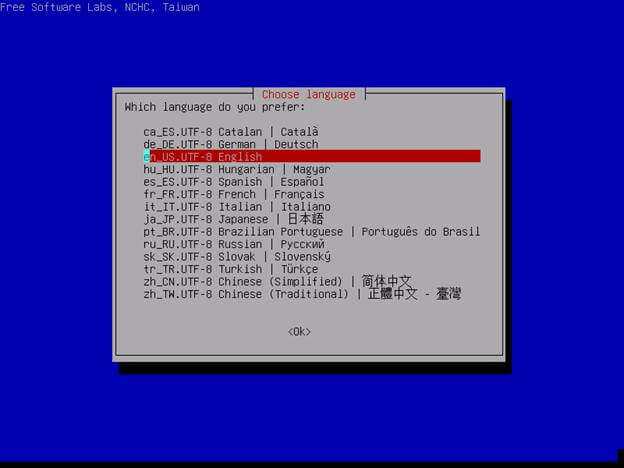 Free Software Labs, NCHC, Taiwan
Choose language
Which language do you prefer:
ca_ES.UTF-8 Catalan | Català
de_DE.UTF-8 German | Deutsch
en_US.UTF-8 English
hu_HU.UTF-8 Hungarian | Magyar
es_ES.UTF-8 Spanish | Español
fr_FR.UTF-8 French | Français
it_IT.UTF-8 Italian | Italiano
ja_JP.UTF-8 Japanese | 日本語
pt_BR.UTF-8 Brazilian Portuguese | Português do Brasil
ru_RU.UTF-8 Russian | Русский
sk_SK.UTF-8 Slovak | Slovenský
tr_TR.UTF-8 Turkish | Türkçe
zh_CN.UTF-8 Chinese (Simplified) | 简体中文
zh_TW.UTF-8 Chinese (Traditional) | 正體中文 - 臺灣
<Ok>